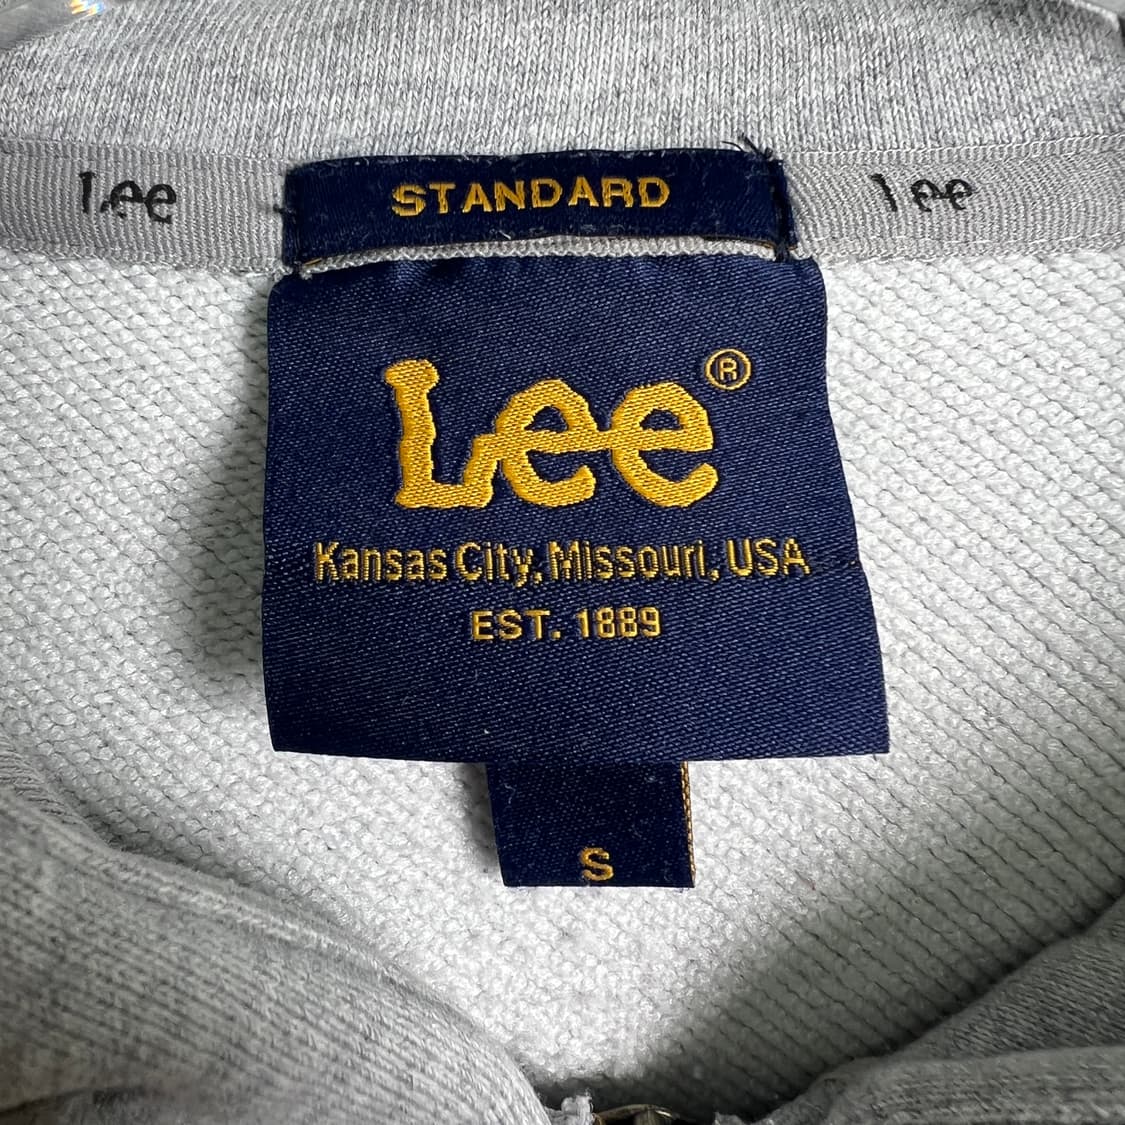 Lee STANDARD Lee
Lee®
Kansas City, Missouri, USA
EST. 1889
S